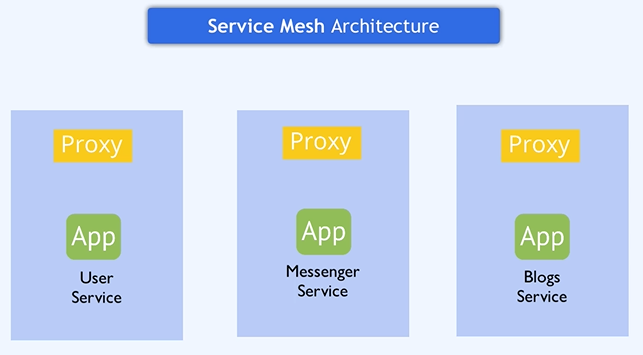 Service Mesh Architecture
Proxy
App
User
Service
Proxy
App
Messenger
Service
Proxy
App
Blogs
Service